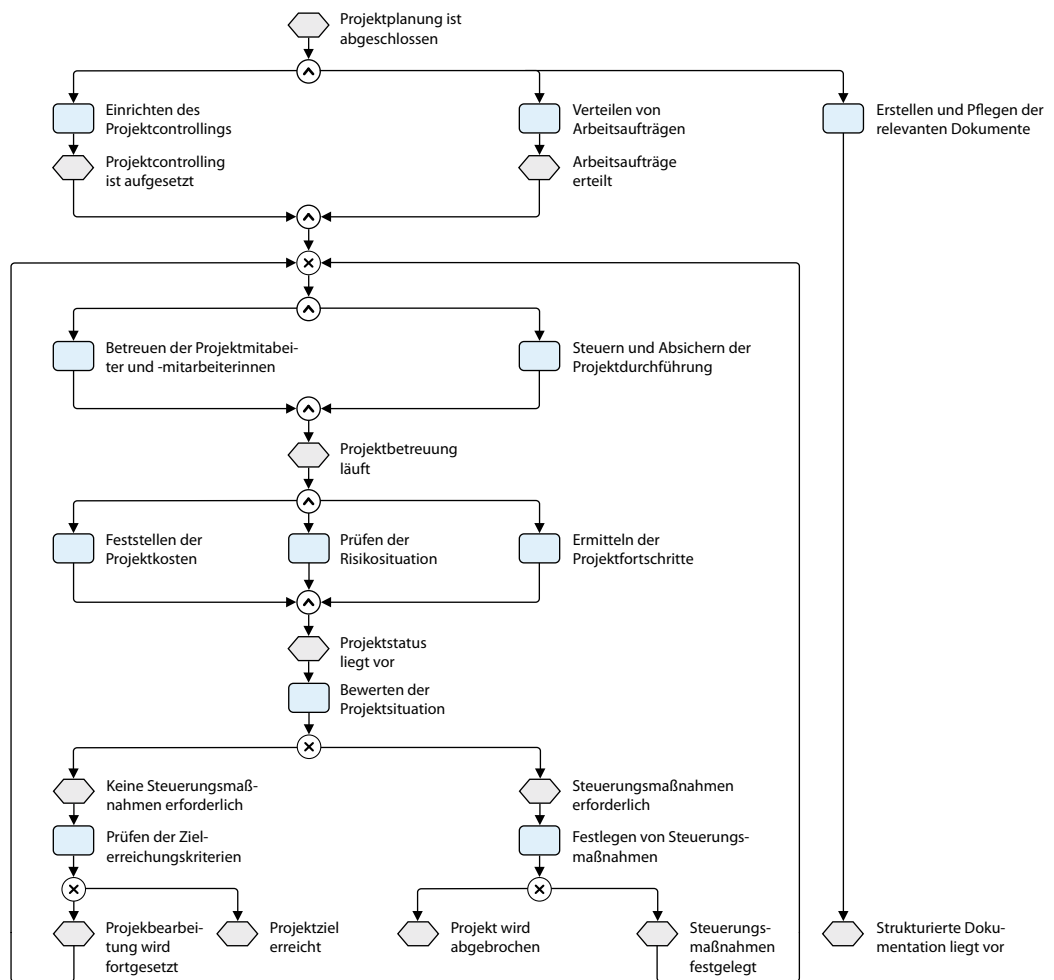 Projektplanung ist
abgeschlossen
Einrichten des
Projektcontrollings
Verteilen von
Arbeitsaufträgen
Erstellen und Pflegen der
relevanten Dokumente
Projektcontrolling
ist aufgesetzt
Arbeitsaufträge
erteilt
Betreuen der Projektmitabei-
ter und -mitarbeiterinnen
Steuern und Absichern der
Projektdurchführung
Projektbetreuung
läuft
Feststellen der
Projektkosten
Prüfen der
Risikosituation
Ermitteln der
Projektfortschritte
Projektstatus
liegt vor
Bewerten der
Projektsituation
Keine Steuerungsmaß-
nahmen erforderlich
Steuerungsmaßnahmen
erforderlich
Prüfen der Ziel-
erreichungskriterien
Festlegen von Steuerungs-
maßnahmen
Projekbearbei-
tung wird
fortgesetzt
Projektziel
erreicht
Projekt wird
abgebrochen
Steuerungs-
maßnahmen
festgelegt
Strukturierte Doku-
mentation liegt vor